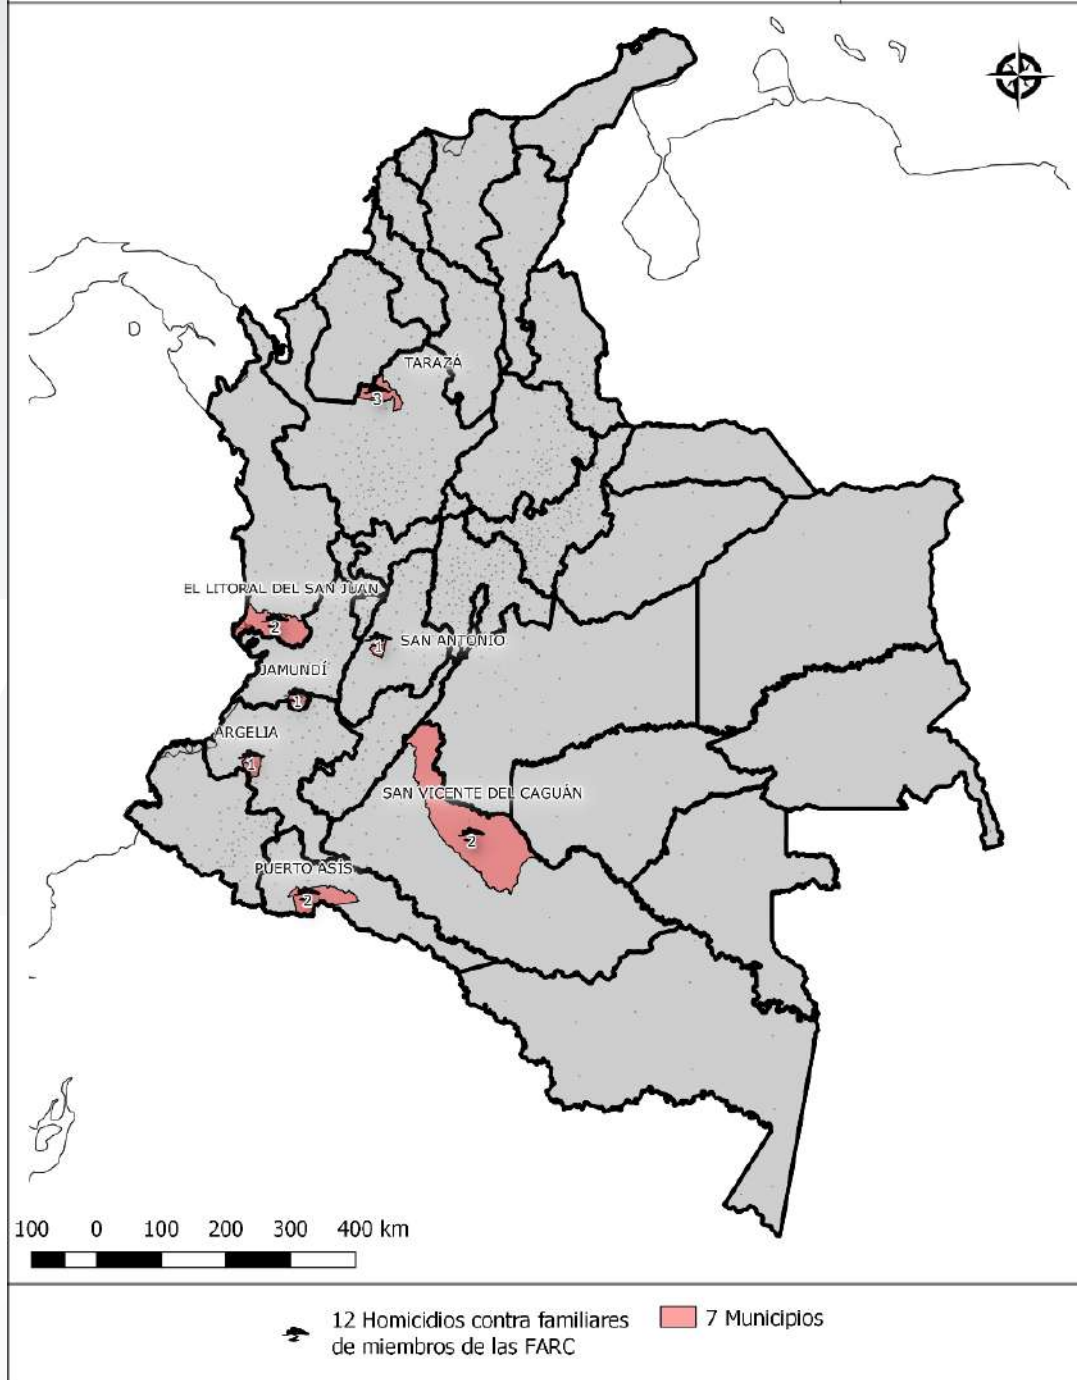 TARAZÁ
3
EL LITORAL DEL SAN JUAN
2
SAN ANTONIO
1
JAMUNDÍ
1
ARGELIA
1
SAN VICENTE DEL CAGUÁN
2
PUERTO ASÍS
2
100 0 100 200 300 400 km
12 Homicidios contra familiares
de miembros de las FARC
7 Municipios